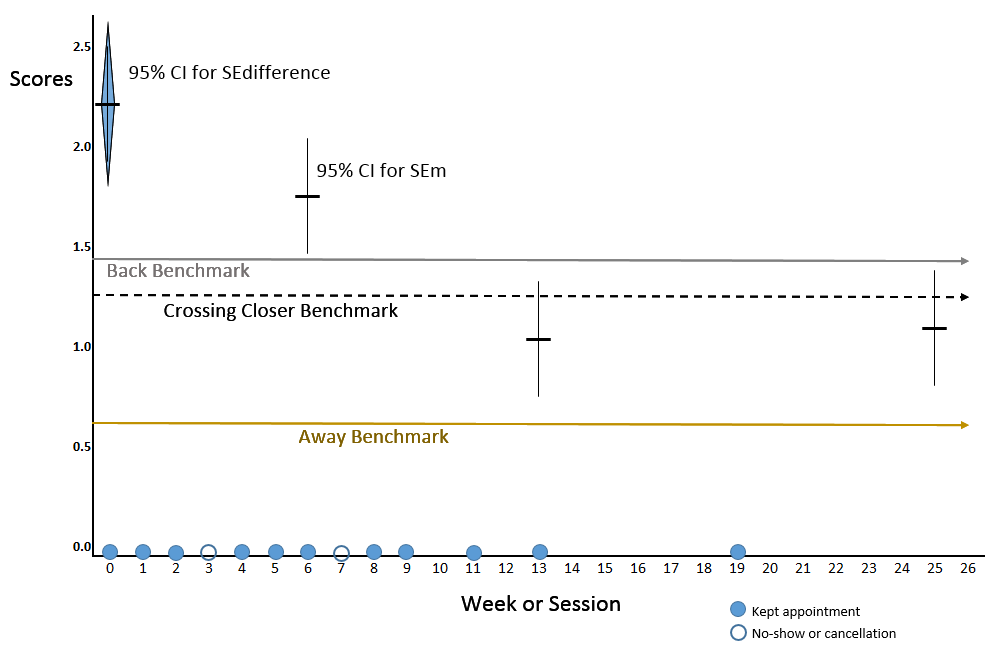 2.5
Scores
95% CI for SEdifference
2.0
95% CI for SEm
1.5
Back Benchmark
Crossing Closer Benchmark
1.0
Away Benchmark
0.5
0.0
0 1 2 3 4 5 6 7 8 9 10 11 12 13 14 15 16 17 18 19 20 21 22 23 24 25 26
Week or Session
Kept appointment
No-show or cancellation